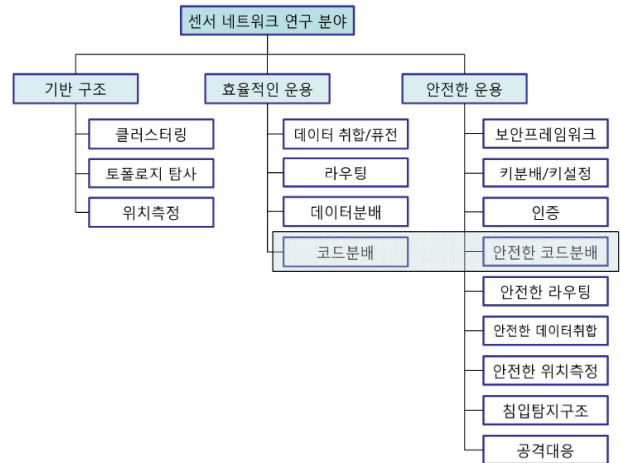 센서 네트워크 연구 분야
기반 구조
효율적인 운용
안전한 운용
클러스터링
토폴로지 탐사
위치측정
데이터 취합/퓨전
라우팅
데이터분배
코드분배
보안프레임워크
키분배/키설정
인증
안전한 코드분배
안전한 라우팅
안전한 데이터취합
안전한 위치측정
침입탐지구조
공격대응